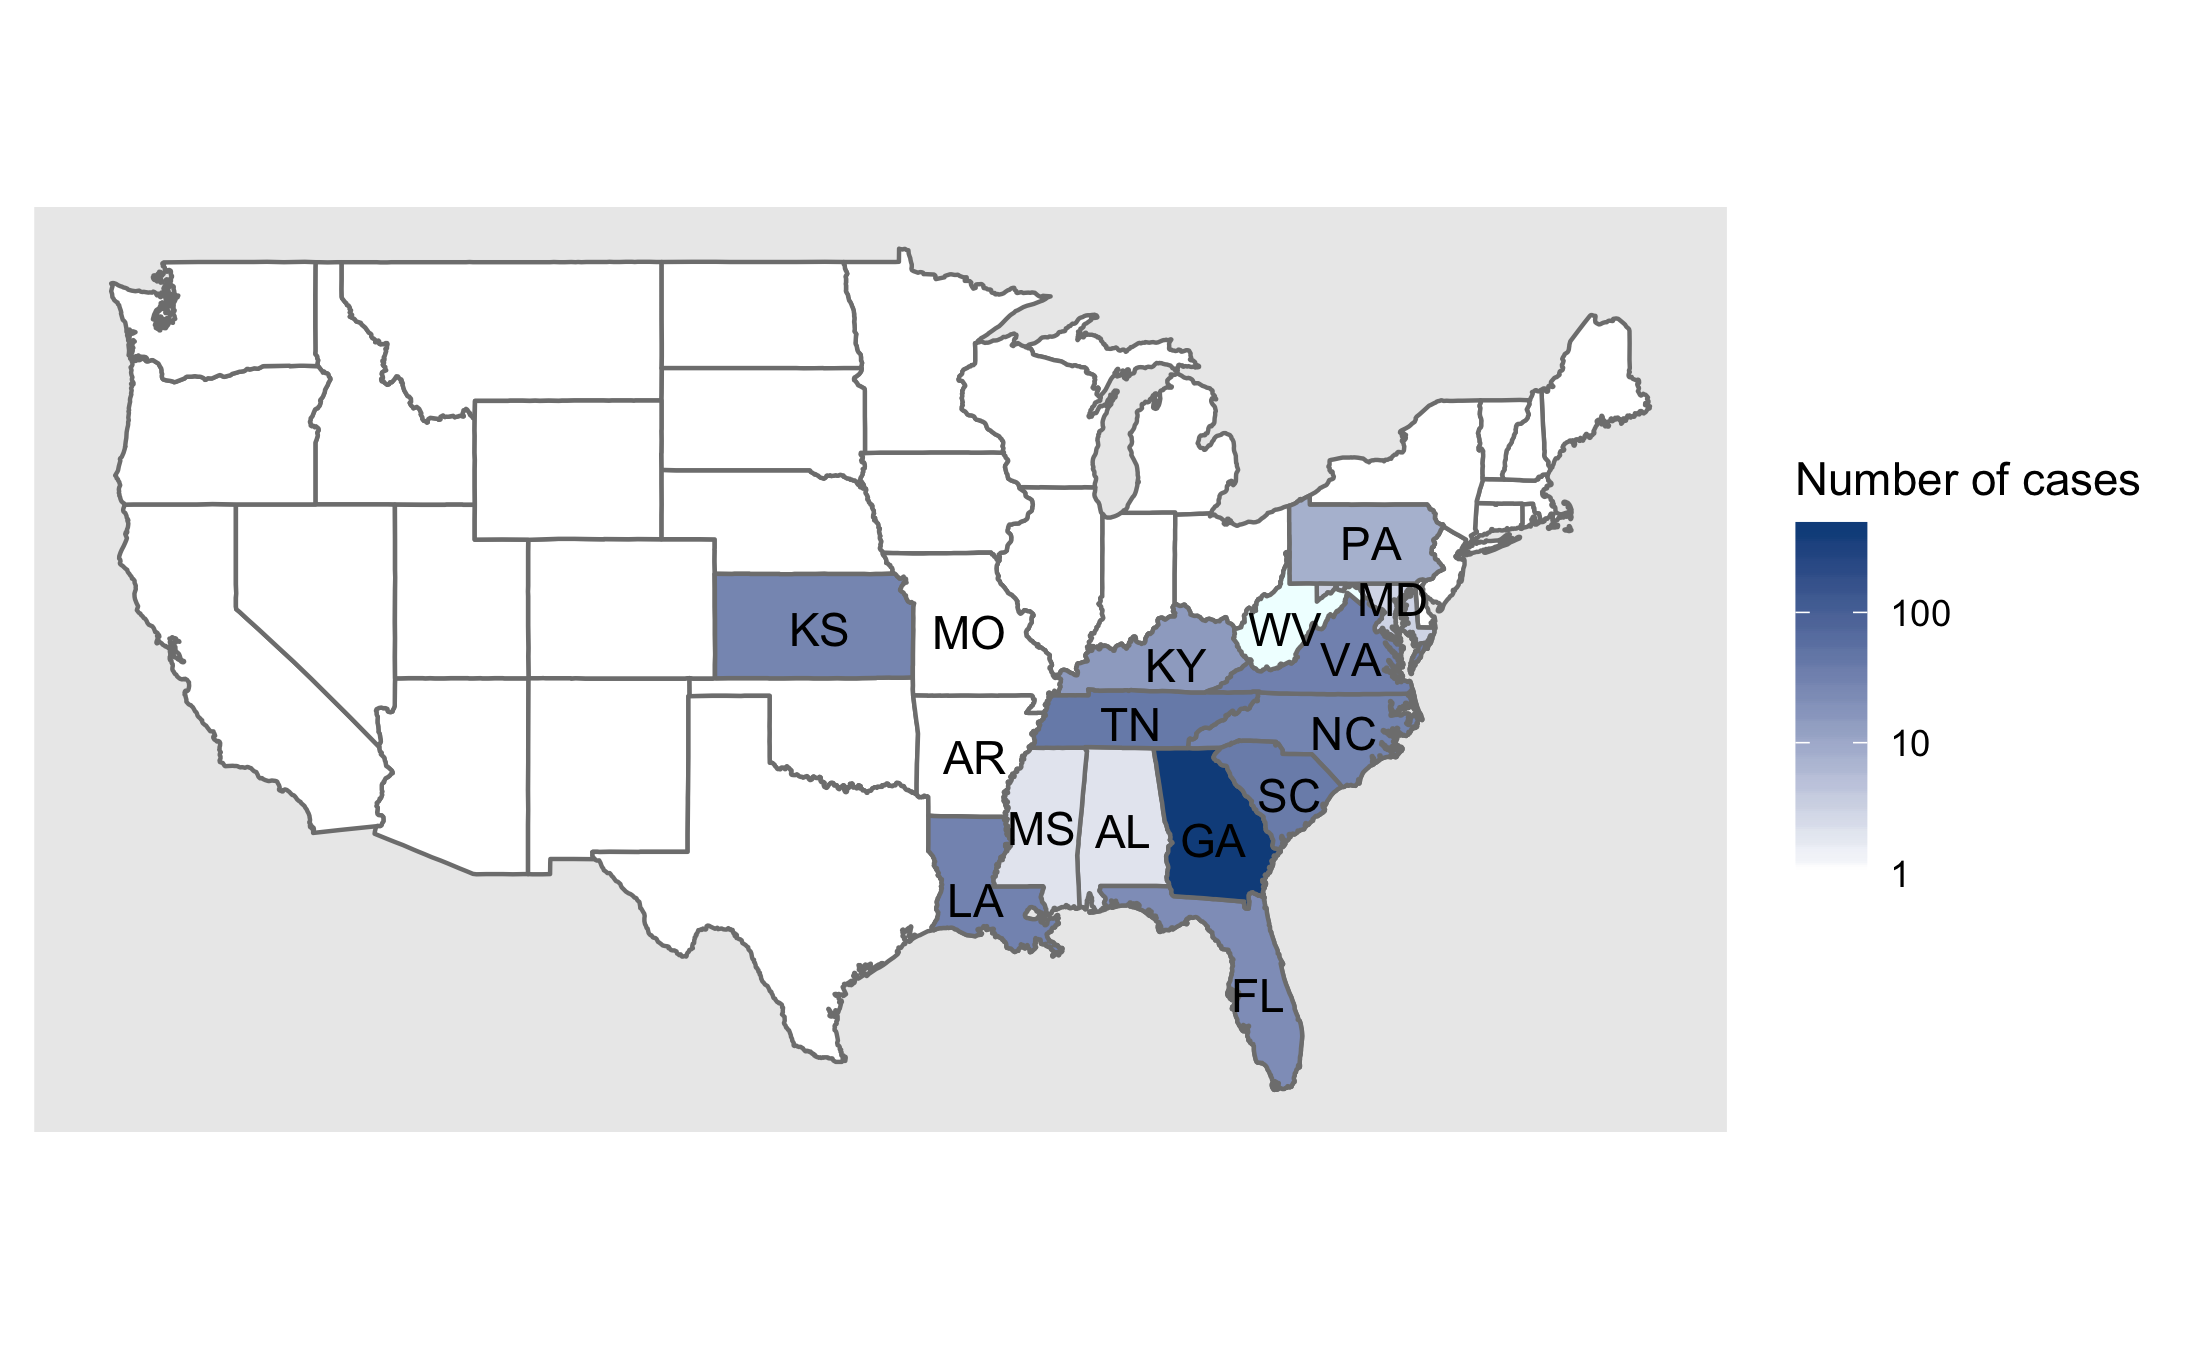 Number of cases
100
10
1
PA
MD
KS
MO
WV
KY
VA
TN
NC
AR
SC
MS
AL
GA
LA
FL